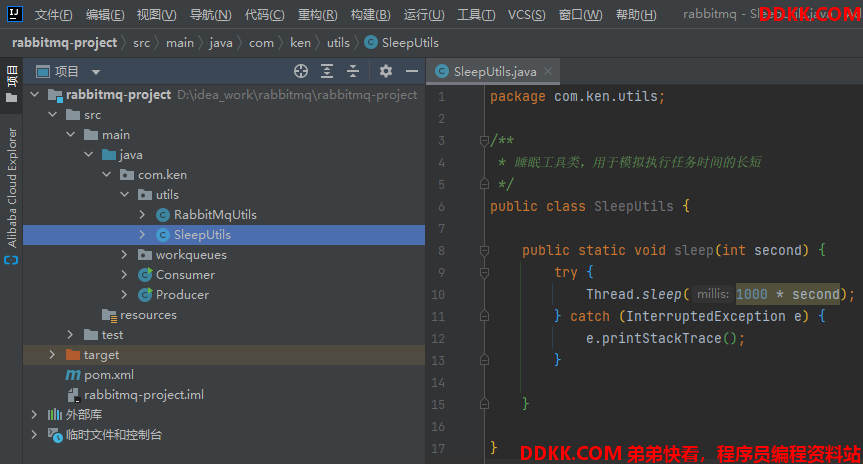 文件(F) 编辑(E) 视图(V) 导航(N) 代码(C) 重构(R) 构建(B) 运行(U) 工具(T) VCS(S) 窗口(W) 帮助(H) rabbitmq - DDKK.COM
rabbitmq-project src main java com ken utils SleepUtils
项目
Alibaba Cloud Explorer
项目
rabbitmq-project D:\idea_work\rabbitmq\rabbitmq-project
src
main
java
com.ken
utils
RabbitMqUtils
SleepUtils
workqueues
Consumer
Producer
resources
test
target
pom.xml
rabbitmq-project.iml
外部库
临时文件和控制台
SleepUtils.java
1 package com.ken.utils;
2
3 /**
4 * 睡眠工具类，用于模拟执行任务时间的长短
5 */
6 public class SleepUtils {
7
8 public static void sleep(int second) {
9 try {
10 Thread.sleep( millis: 1000 * second);
11 } catch (InterruptedException e) {
12 e.printStackTrace();
13 }
14
15 }
16
17 }
DDKK.COM 弟弟快看，程序员编程资料站